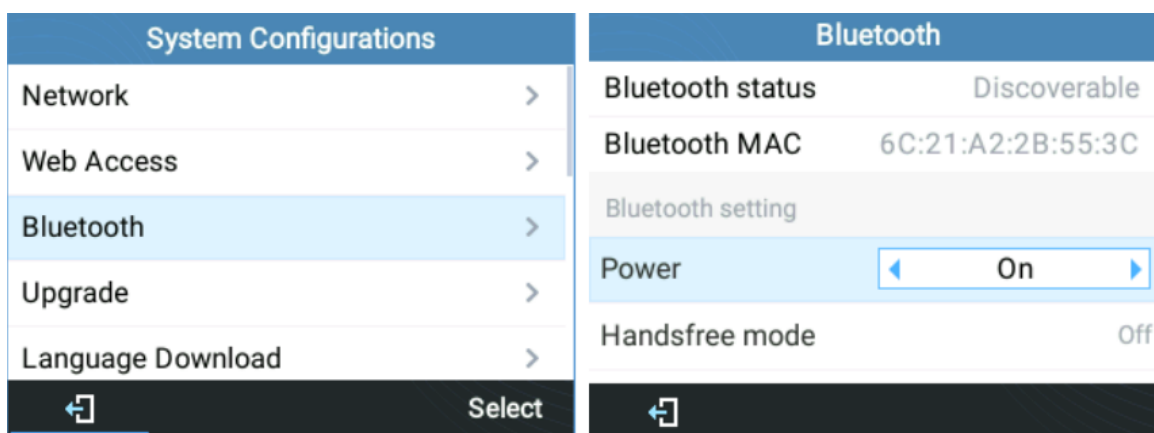 System Configurations
Network
Web Access
Bluetooth
Upgrade
Language Download
Select
Bluetooth
Bluetooth status Discoverable
Bluetooth MAC 6C:21:A2:2B:55:3C
Bluetooth setting
Power On
Handsfree mode Off